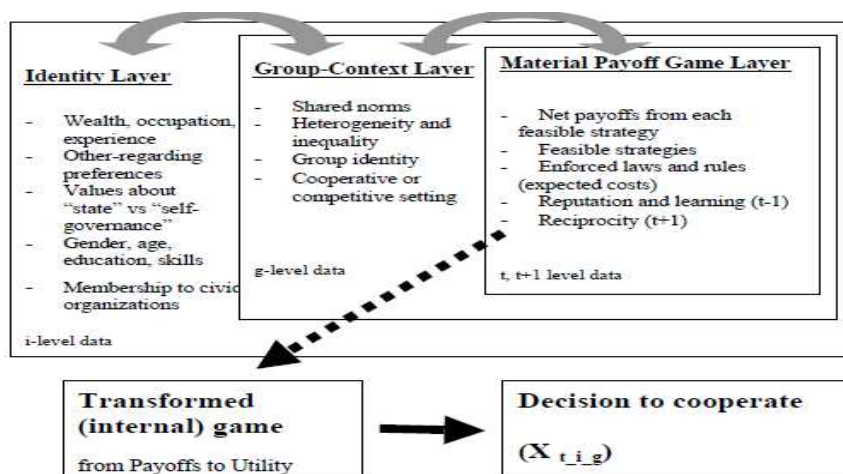 Identity Layer
- Wealth, occupation,
experience
- Other-regarding
preferences
- Values about
“state” vs “self-
governance”
- Gender, age,
education, skills
- Membership to civic
organizations
i-level data
Group-Context Layer
- Shared norms
- Heterogeneity and
inequality
- Group identity
- Cooperative or
competitive setting
g-level data
Material Payoff Game Layer
- Net payoffs from each
feasible strategy
- Feasible strategies
- Enforced laws and rules
(expected costs)
- Reputation and learning (t-1)
- Reciprocity (t+1)
t, t+1 level data
Transformed
(internal) game
from Payoffs to Utility
Decision to cooperate
(X t_i_g)